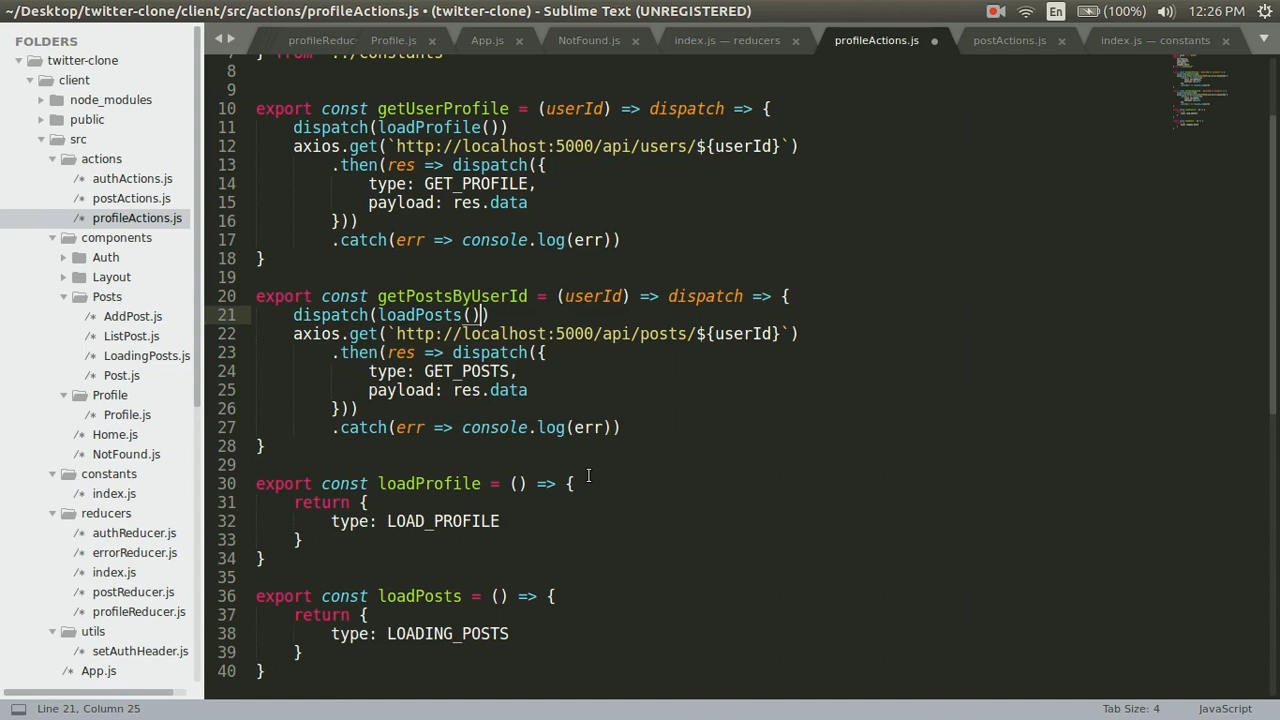 ~/Desktop/twitter-clone/client/src/actions/profileActions.js • (twitter-clone) - Sublime Text (UNREGISTERED)
En (100%) 12:26 PM
FOLDERS
twitter-clone
client
node_modules
public
src
actions
authActions.js
postActions.js
profileActions.js
components
Auth
Layout
Posts
AddPost.js
ListPost.js
LoadingPosts.js
Post.js
Profile
Profile.js
Home.js
NotFound.js
constants
index.js
reducers
authReducer.js
errorReducer.js
index.js
postReducer.js
profileReducer.js
utils
setAuthHeader.js
App.js
profileReduc Profile.js × App.js × NotFound.js × index.js — reducers × profileActions.js • postActions.js × index.js — constants ×
} from '../constants'
8
9
10 export const getUserProfile = (userId) => dispatch => {
11 dispatch(loadProfile())
12 axios.get(`http://localhost:5000/api/users/${userId}`)
13 .then(res => dispatch({
14 type: GET_PROFILE,
15 payload: res.data
16 }))
17 .catch(err => console.log(err))
18 }
19
20 export const getPostsByUserId = (userId) => dispatch => {
21 dispatch(loadPosts())
22 axios.get(`http://localhost:5000/api/posts/${userId}`)
23 .then(res => dispatch({
24 type: GET_POSTS,
25 payload: res.data
26 }))
27 .catch(err => console.log(err))
28 }
29
30 export const loadProfile = () => {
31 return {
32 type: LOAD_PROFILE
33 }
34 }
35
36 export const loadPosts = () => {
37 return {
38 type: LOADING_POSTS
39 }
40 }
Line 21, Column 25 Tab Size: 4 JavaScript